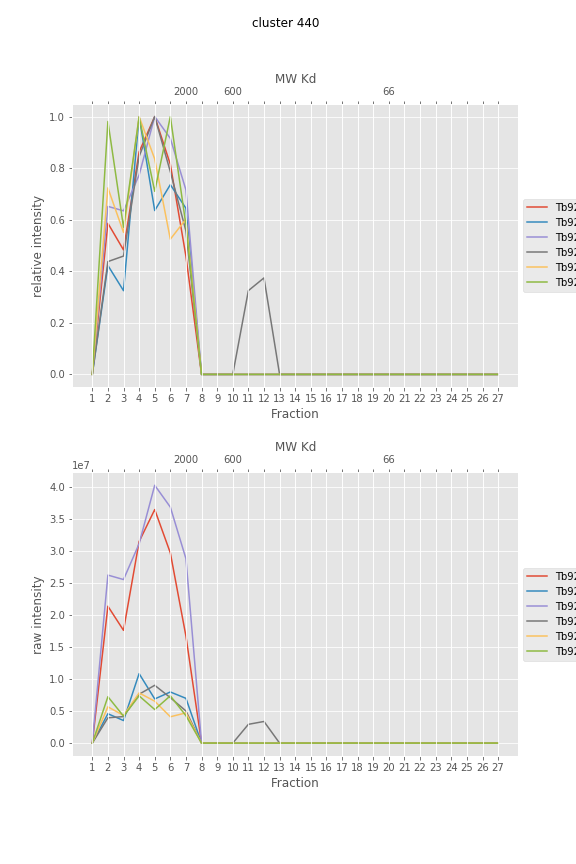 cluster 440
MW Kd
2000 600 66
1.0
0.8
0.6
0.4
0.2
0.0
relative intensity
1 2 3 4 5 6 7 8 9 10 11 12 13 14 15 16 17 18 19 20 21 22 23 24 25 26 27
Fraction
Tb92
Tb92
Tb92
Tb92
Tb92
Tb92
MW Kd
2000 600 66
1e7
4.0
3.5
3.0
2.5
2.0
1.5
1.0
0.5
0.0
raw intensity
1 2 3 4 5 6 7 8 9 10 11 12 13 14 15 16 17 18 19 20 21 22 23 24 25 26 27
Fraction
Tb92
Tb92
Tb92
Tb92
Tb92
Tb92